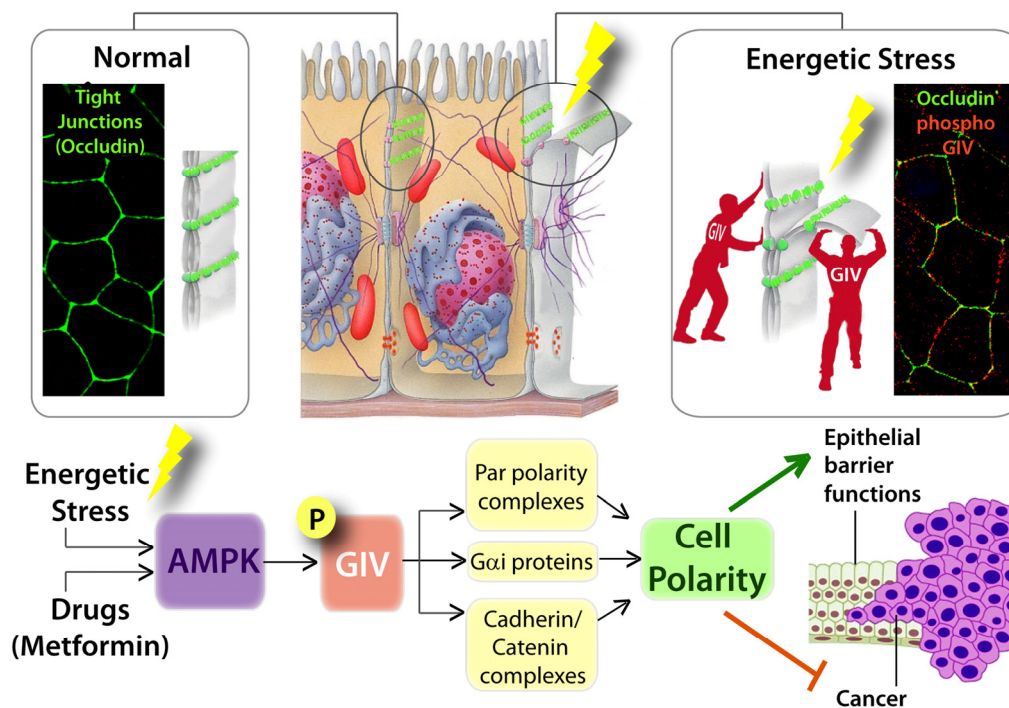 Normal
Tight
Junctions
(Occludin)
Energetic Stress
Occludin
phospho
GIV
GIV
GIV
Energetic
Stress
Drugs
(Metformin)
AMPK
P
GIV
Par polarity
complexes
Gαi proteins
Cadherin/
Catenin
complexes
Cell
Polarity
Epithelial
barrier
functions
Cancer